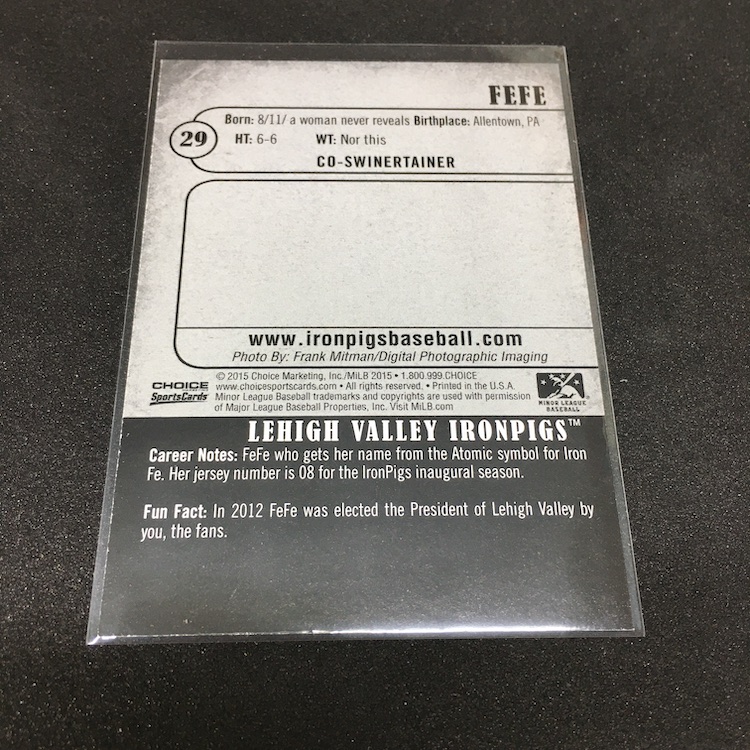 FEFE
29
Born: 8/11/ a woman never reveals Birthplace: Allentown, PA
HT: 6-6 WT: Nor this
CO-SWINERTAINER
www.ironpigsbaseball.com
Photo By: Frank Mitman/Digital Photographic Imaging
CHOICE
SportsCards
© 2015 Choice Marketing, Inc./MiLB 2015 • 1.800.999.CHOICE
www.choicesportscards.com • All rights reserved. • Printed in the U.S.A.
Minor League Baseball trademarks and copyrights are used with permission
of Major League Baseball Properties, Inc. Visit MiLB.com
MINOR LEAGUE
BASEBALL
LEHIGH VALLEY IRONPIGS™
Career Notes: FeFe who gets her name from the Atomic symbol for Iron
Fe. Her jersey number is 08 for the IronPigs inaugural season.
Fun Fact: In 2012 FeFe was elected the President of Lehigh Valley by
you, the fans.